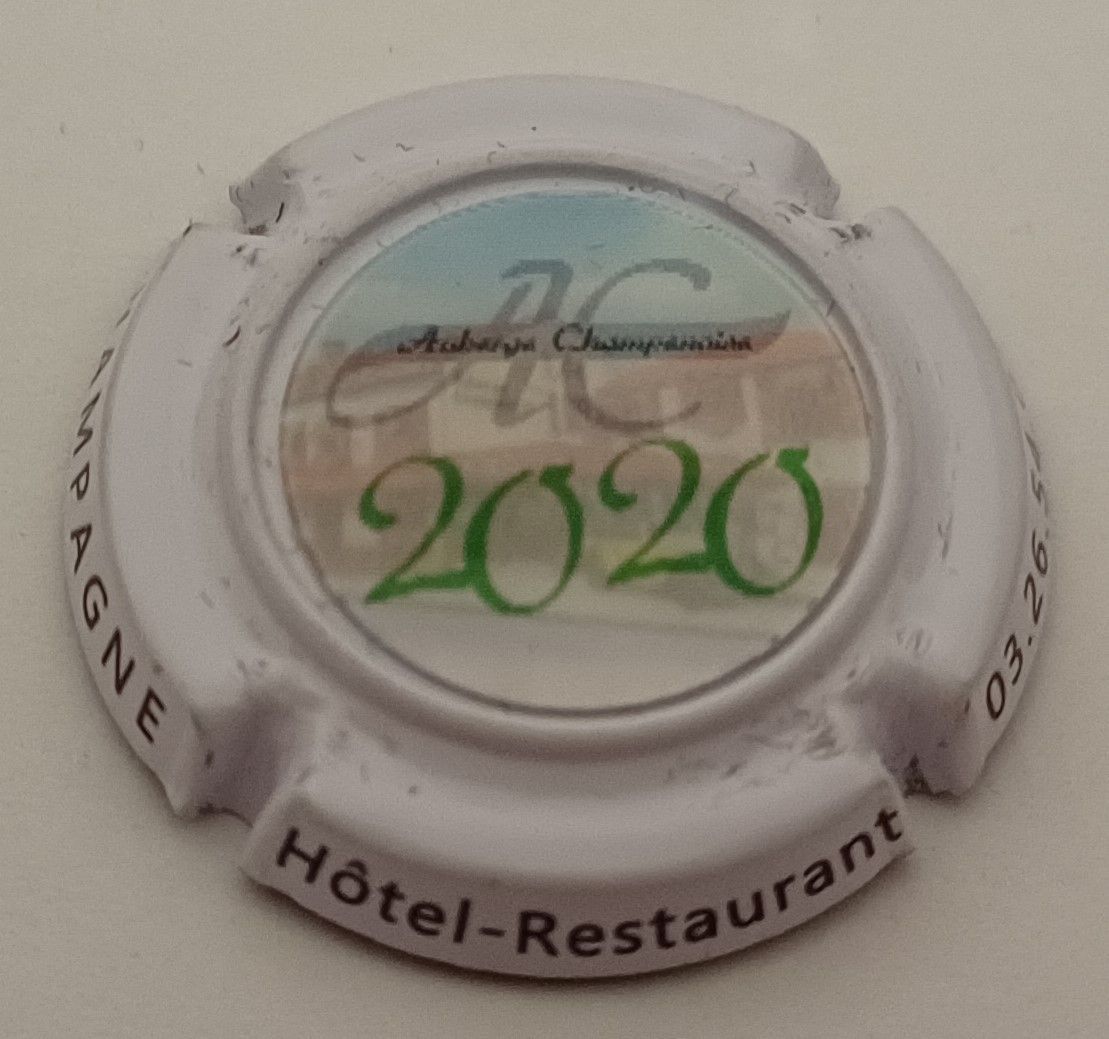 AC
Auberge Champenoise
2020
AMPAGNE
Hôtel-Restaurant
03.26.5